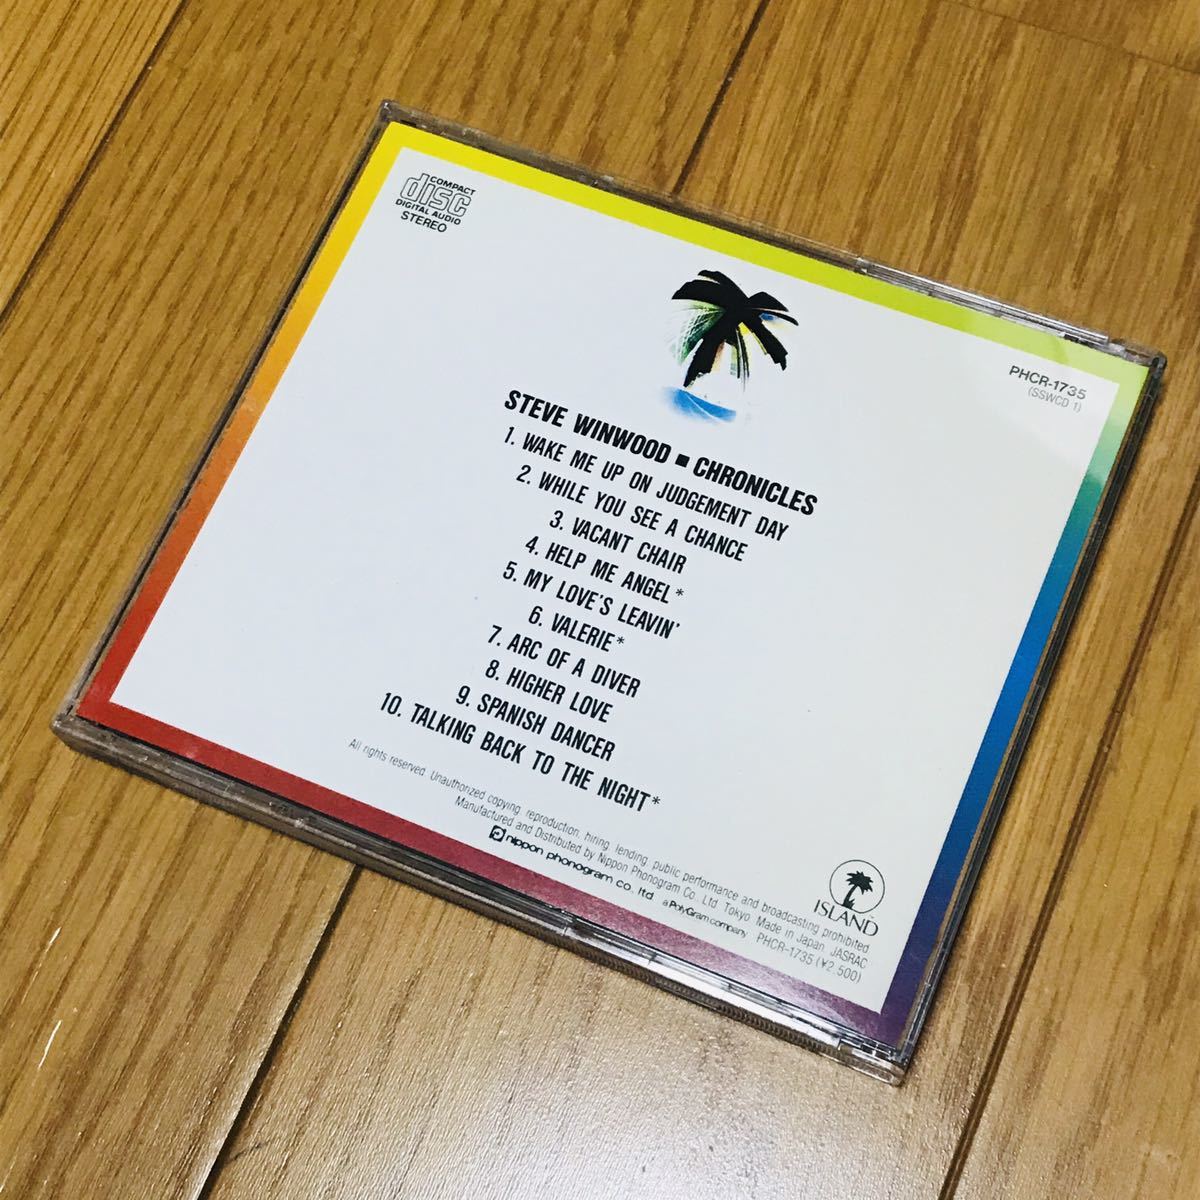 COMPACT
disc
DIGITAL AUDIO
STEREO
PHCR-1735
(SSWCD 1)
STEVE WINWOOD ■ CHRONICLES
1. WAKE ME UP ON JUDGEMENT DAY
2. WHILE YOU SEE A CHANCE
3. VACANT CHAIR
4. HELP ME ANGEL*
5. MY LOVE'S LEAVIN'
6. VALERIE*
7. ARC OF A DIVER
8. HIGHER LOVE
9. SPANISH DANCER
10. TALKING BACK TO THE NIGHT*
All rights reserved. Unauthorized copying, reproduction, hiring, lending, public performance and broadcasting prohibited.
Manufactured and Distributed by Nippon Phonogram Co., Ltd. Tokyo. Made in Japan. JASRAC
nippon phonogram co., ltd. a PolyGram company PHCR-1735 (¥2,500)
ISLAND™